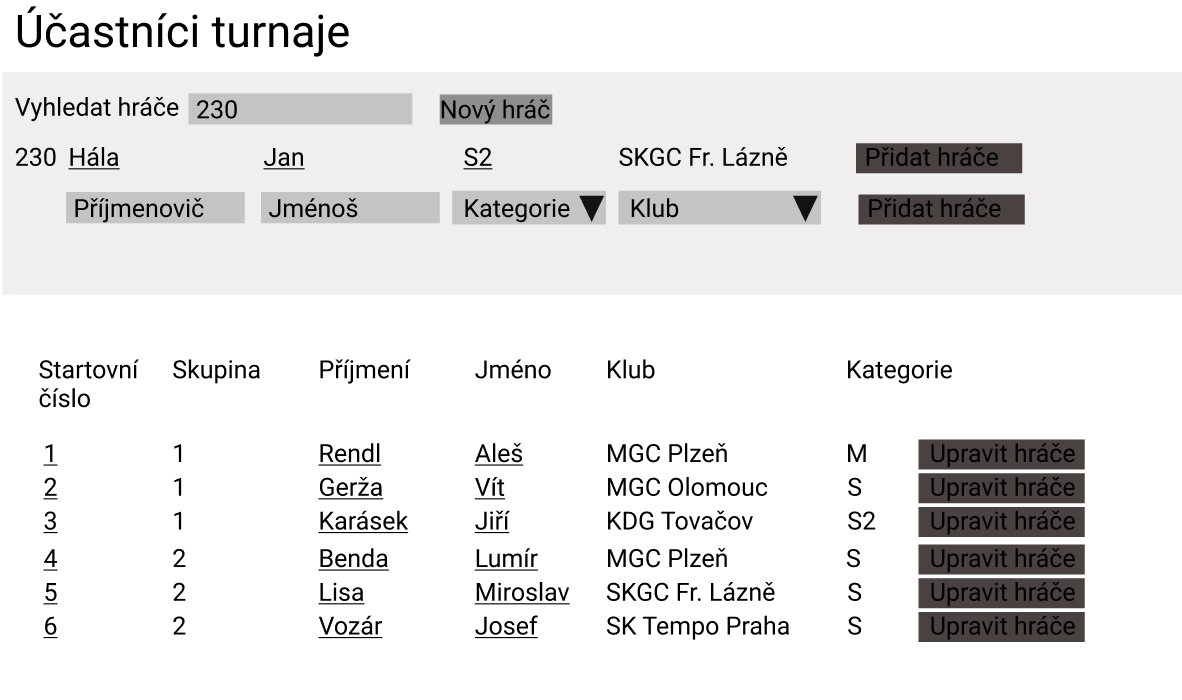 Účastníci turnaje
Vyhledat hráče 230 Nový hráč
230 Hála Jan S2 SKGC Fr. Lázně Přidat hráče
Příjmenovič Jménoš Kategorie Klub Přidat hráče
Startovní číslo Skupina Příjmení Jméno Klub Kategorie
1 1 Rendl Aleš MGC Plzeň M Upravit hráče
2 1 Gerža Vít MGC Olomouc S Upravit hráče
3 1 Karásek Jiří KDG Tovačov S2 Upravit hráče
4 2 Benda Lumír MGC Plzeň S Upravit hráče
5 2 Lisa Miroslav SKGC Fr. Lázně S Upravit hráče
6 2 Vozár Josef SK Tempo Praha S Upravit hráče